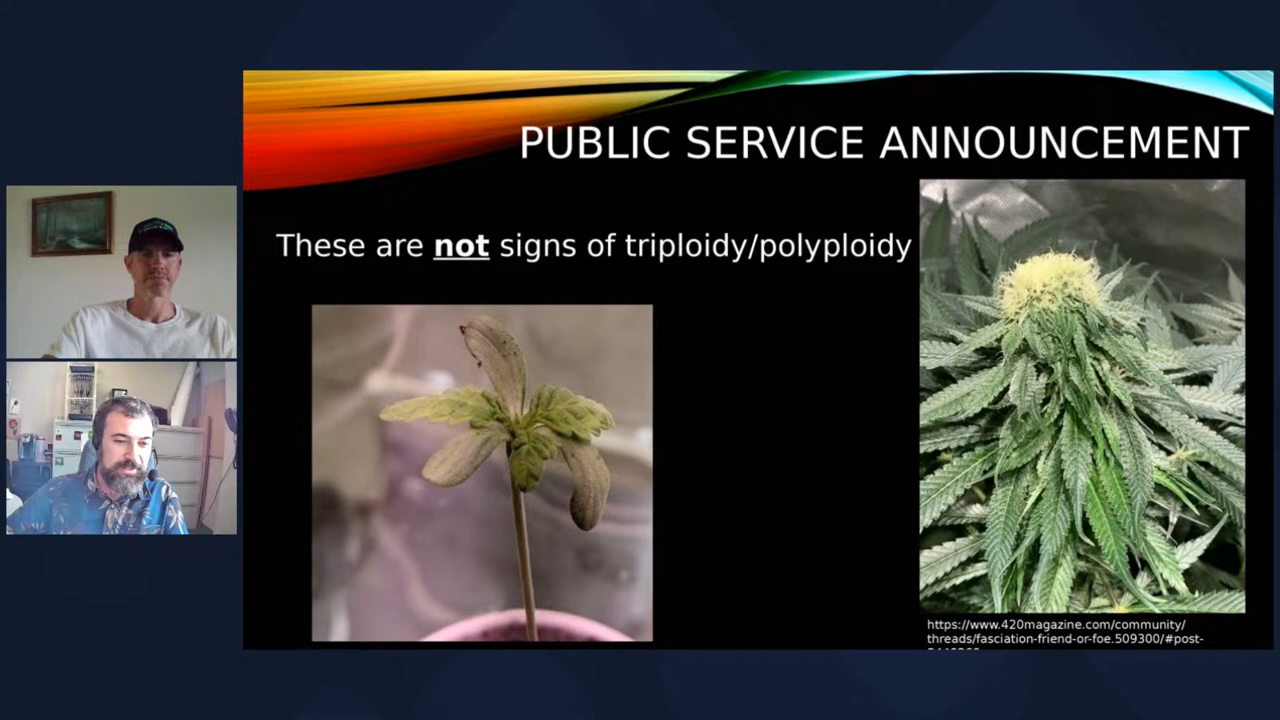 PUBLIC SERVICE ANNOUNCEMENT
These are not signs of triploidy/polyploidy
https://www.420magazine.com/community/
threads/fasciation-friend-or-foe.509300/#post-